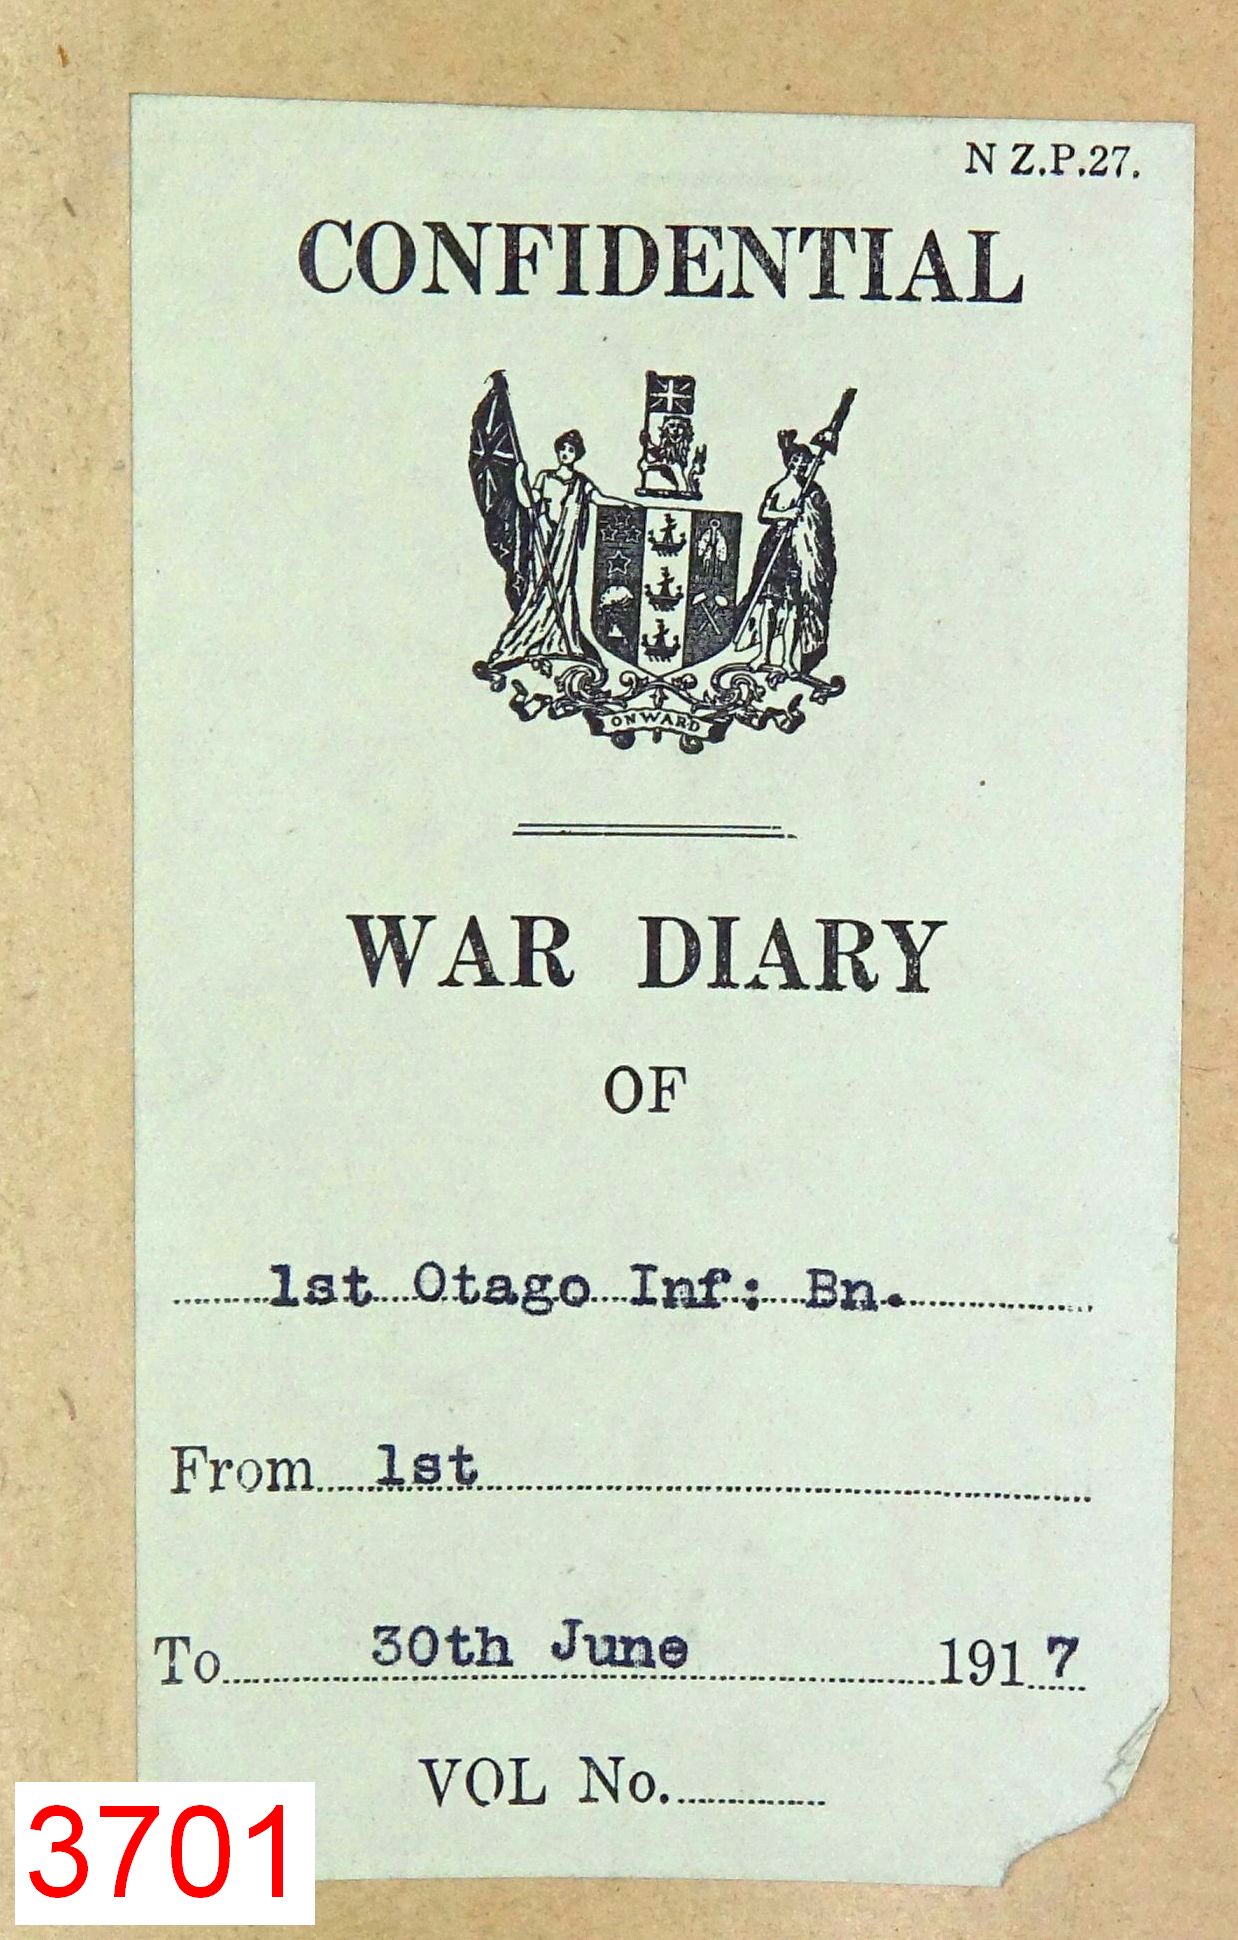 N Z.P.27.
CONFIDENTIAL
ONWARD
WAR DIARY
OF
1st Otago Inf: Bn.
From 1st
To 30th June 1917
VOL No.
3701